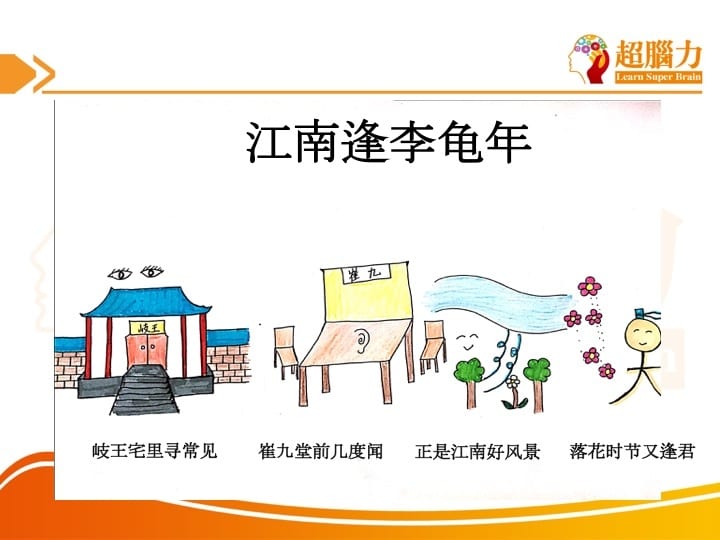 超腦力
Learn Super Brain
江南逢李龟年
岐王
崔九
岐王宅里寻常见
崔九堂前几度闻
正是江南好风景
落花时节又逢君